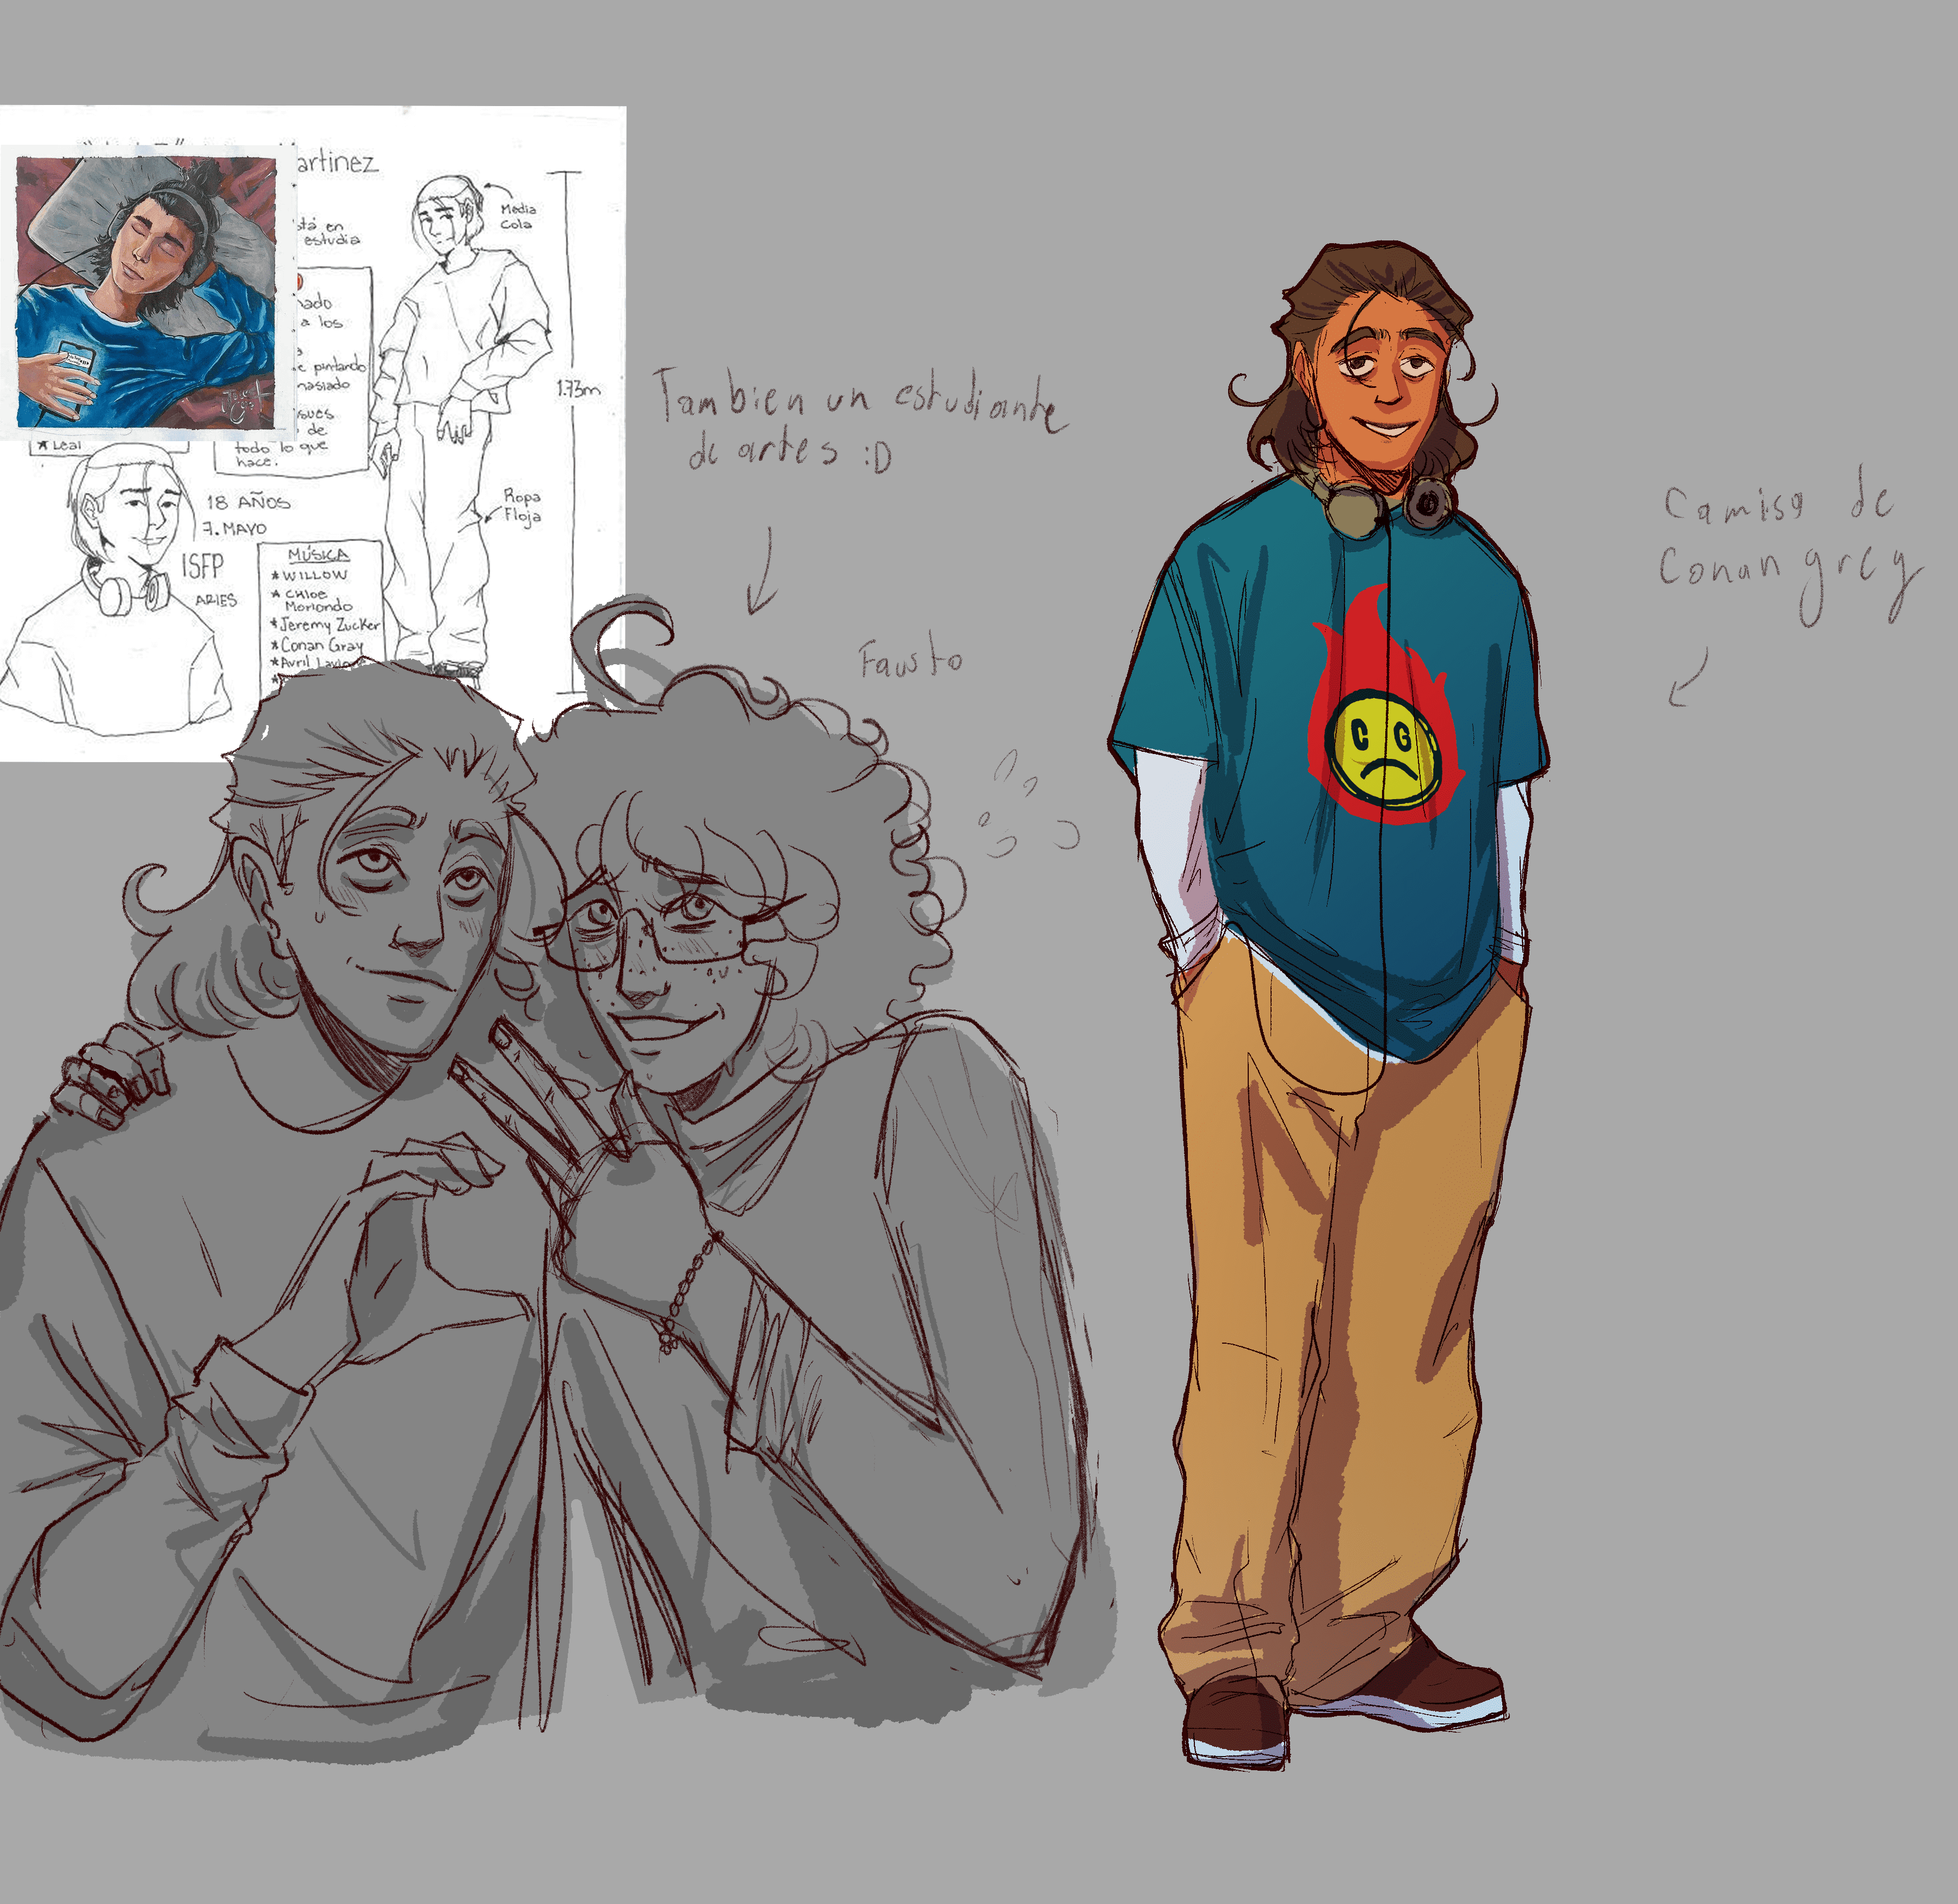 artinez
Media
Cola
stá en
estudia
nado
a los
a
e pintando
masiado
de
todo lo que
hace.
* Leal
1.73m
Ropa
Floja
18 AÑOS
7. MAYO
ISFP
ARIES
MÚSICA
* WILLOW
* CHLOE
Moriondo
* Jeremy Zucker
* Conan Gray
* Avril
Tambien un estudiante
de artes :D
Fausto
Camisa de
Conan grey
C G